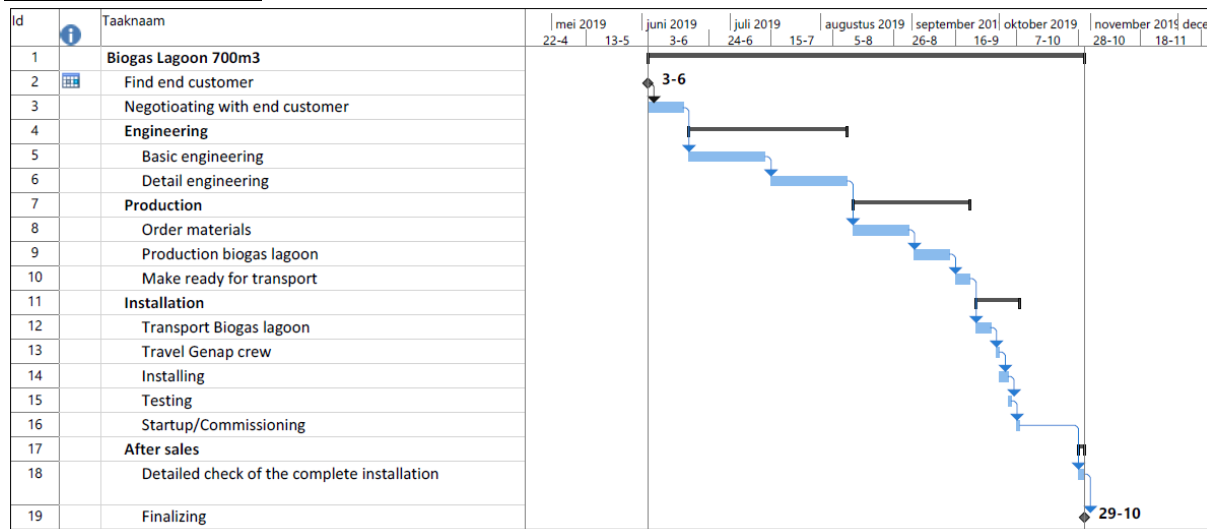 Id Taaknaam mei 2019 juni 2019 juli 2019 augustus 2019 september 201 oktober 2019 november 2019 dece
22-4 13-5 3-6 24-6 15-7 5-8 26-8 16-9 7-10 28-10 18-11
1 Biogas Lagoon 700m3
2 Find end customer 3-6
3 Negotioating with end customer
4 Engineering
5 Basic engineering
6 Detail engineering
7 Production
8 Order materials
9 Production biogas lagoon
10 Make ready for transport
11 Installation
12 Transport Biogas lagoon
13 Travel Genap crew
14 Installing
15 Testing
16 Startup/Commissioning
17 After sales
18 Detailed check of the complete installation
19 Finalizing 29-10